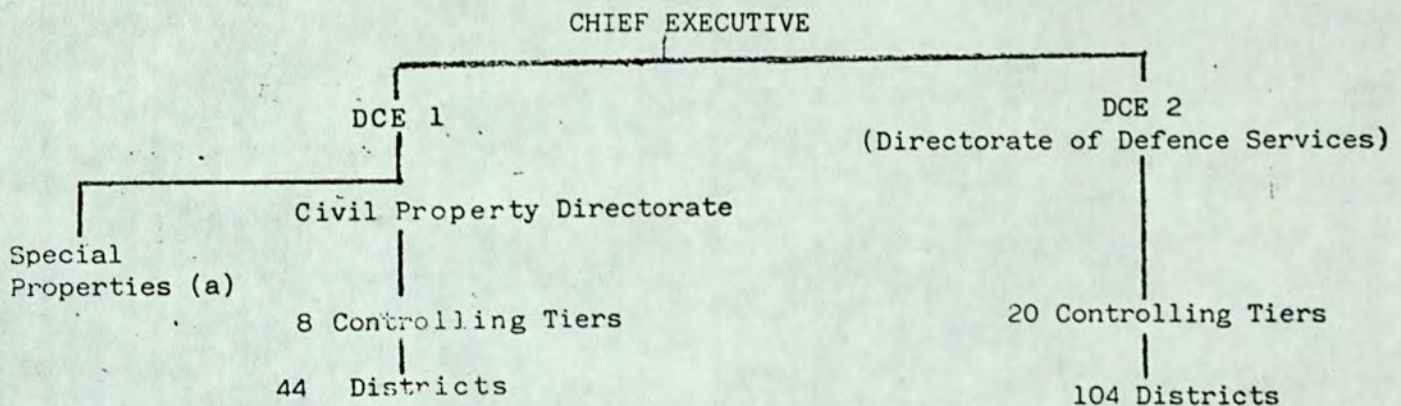 CHIEF EXECUTIVE
DCE 1
DCE 2
(Directorate of Defence Services)
Civil Property Directorate
Special
Properties (a)
8 Controlling Tiers
20 Controlling Tiers
44 Districts
104 Districts